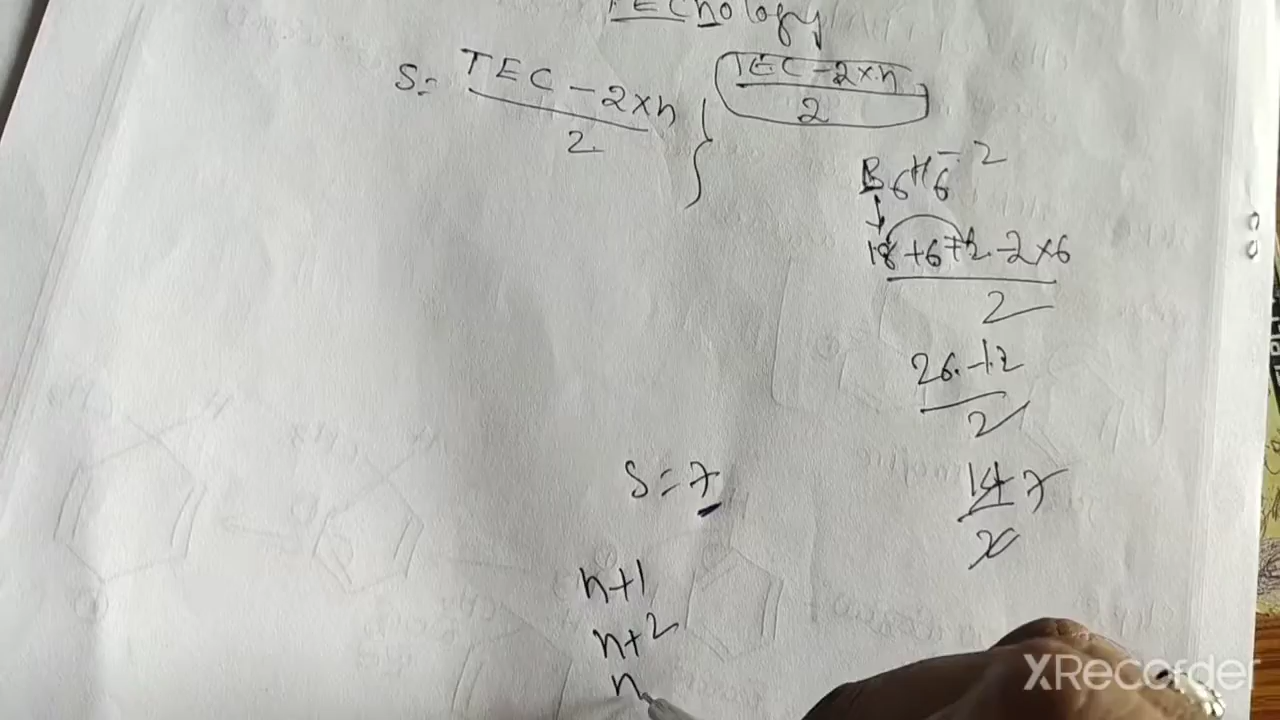 TEChology
S= TEC - 2×n
2.
TEC - 2×n
2
B6H6⁻²
18+6+2-2×6
2
26-12
2
14 7
2
S=7
n+1
n+2
n
XRecorder